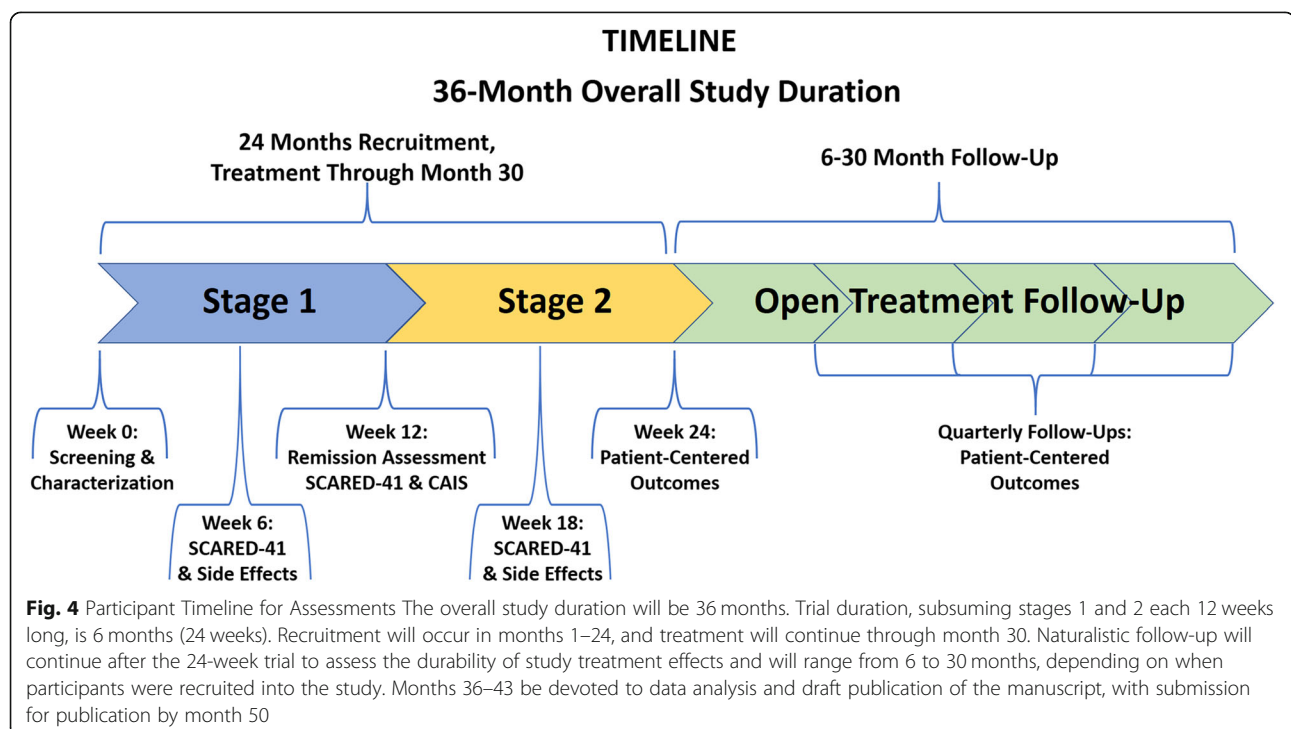 TIMELINE
36-Month Overall Study Duration
24 Months Recruitment,
Treatment Through Month 30
6-30 Month Follow-Up
Stage 1
Stage 2
Open Treatment Follow-Up
Week 0:
Screening &
Characterization
Week 6:
SCARED-41
& Side Effects
Week 12:
Remission Assessment
SCARED-41 & CAIS
Week 18:
SCARED-41
& Side Effects
Week 24:
Patient-Centered
Outcomes
Quarterly Follow-Ups:
Patient-Centered
Outcomes
Fig. 4 Participant Timeline for Assessments The overall study duration will be 36 months. Trial duration, subsuming stages 1 and 2 each 12 weeks
long, is 6 months (24 weeks). Recruitment will occur in months 1–24, and treatment will continue through month 30. Naturalistic follow-up will
continue after the 24-week trial to assess the durability of study treatment effects and will range from 6 to 30 months, depending on when
participants were recruited into the study. Months 36–43 be devoted to data analysis and draft publication of the manuscript, with submission
for publication by month 50